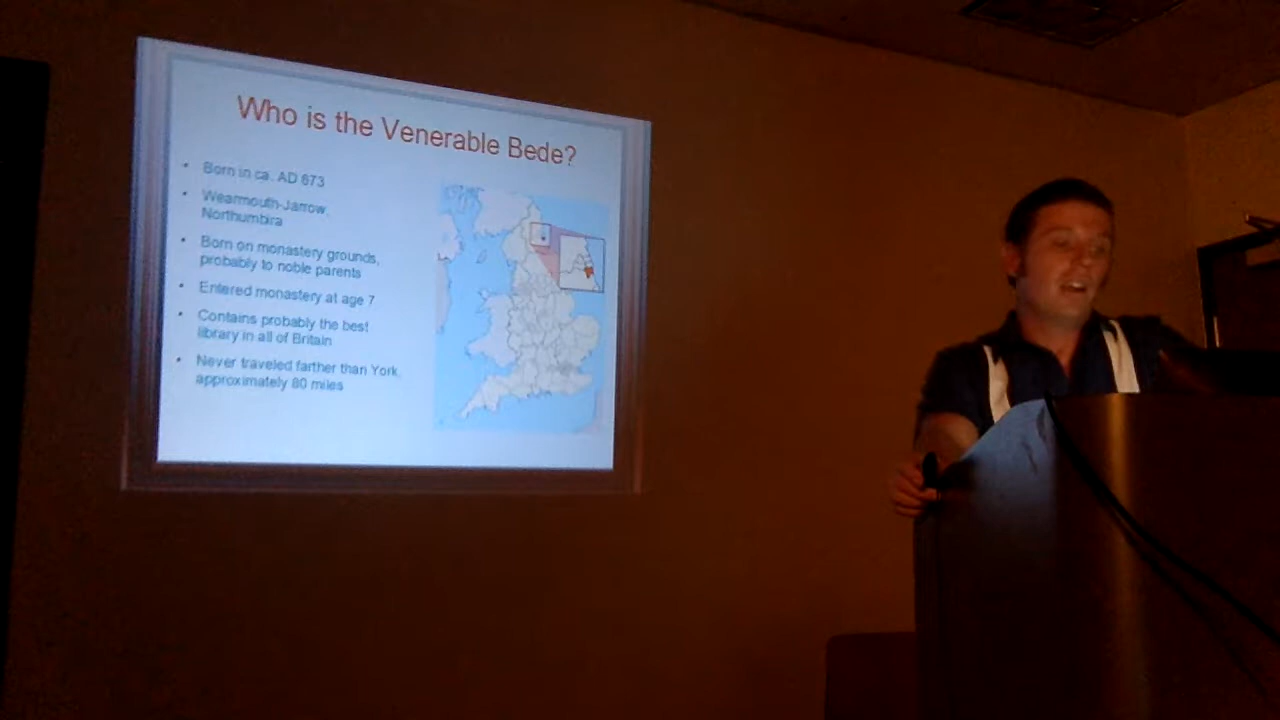 Who is the Venerable Bede?
• Born in ca. AD 673
• Wearmouth-Jarrow,
Northumbira
• Born on monastery grounds,
probably to noble parents
• Entered monastery at age 7
• Contains probably the best
library in all of Britain
• Never traveled farther than York,
approximately 80 miles